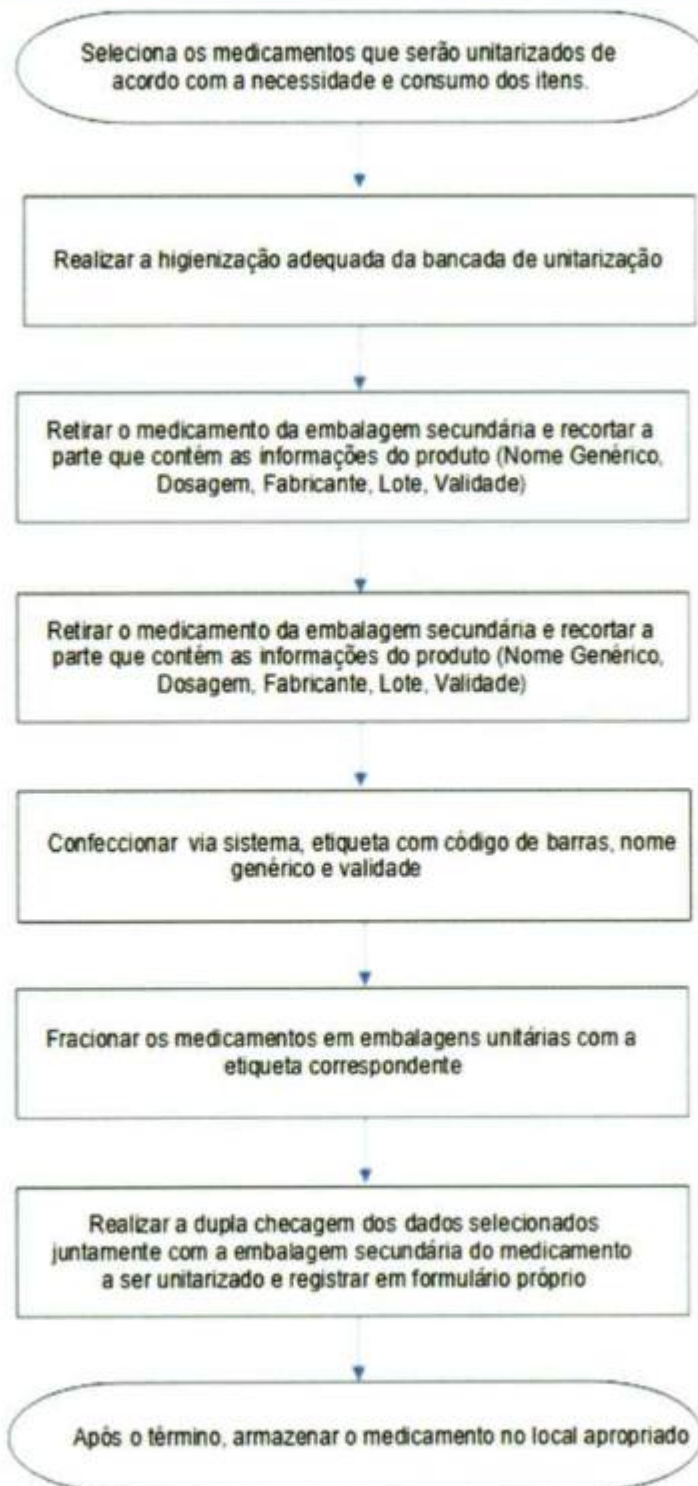 Seleciona os medicamentos que serão unitarizados de
acordo com a necessidade e consumo dos itens.
Realizar a higienização adequada da bancada de unitarização
Retirar o medicamento da embalagem secundária e recortar a
parte que contém as informações do produto (Nome Genérico,
Dosagem, Fabricante, Lote, Validade)
Retirar o medicamento da embalagem secundária e recortar a
parte que contém as informações do produto (Nome Genérico,
Dosagem, Fabricante, Lote, Validade)
Confeccionar via sistema, etiqueta com código de barras, nome
genérico e validade
Fracionar os medicamentos em embalagens unitárias com a
etiqueta correspondente
Realizar a dupla checagem dos dados selecionados
juntamente com a embalagem secundária do medicamento
a ser unitarizado e registrar em formulário próprio
Após o término, armazenar o medicamento no local apropriado